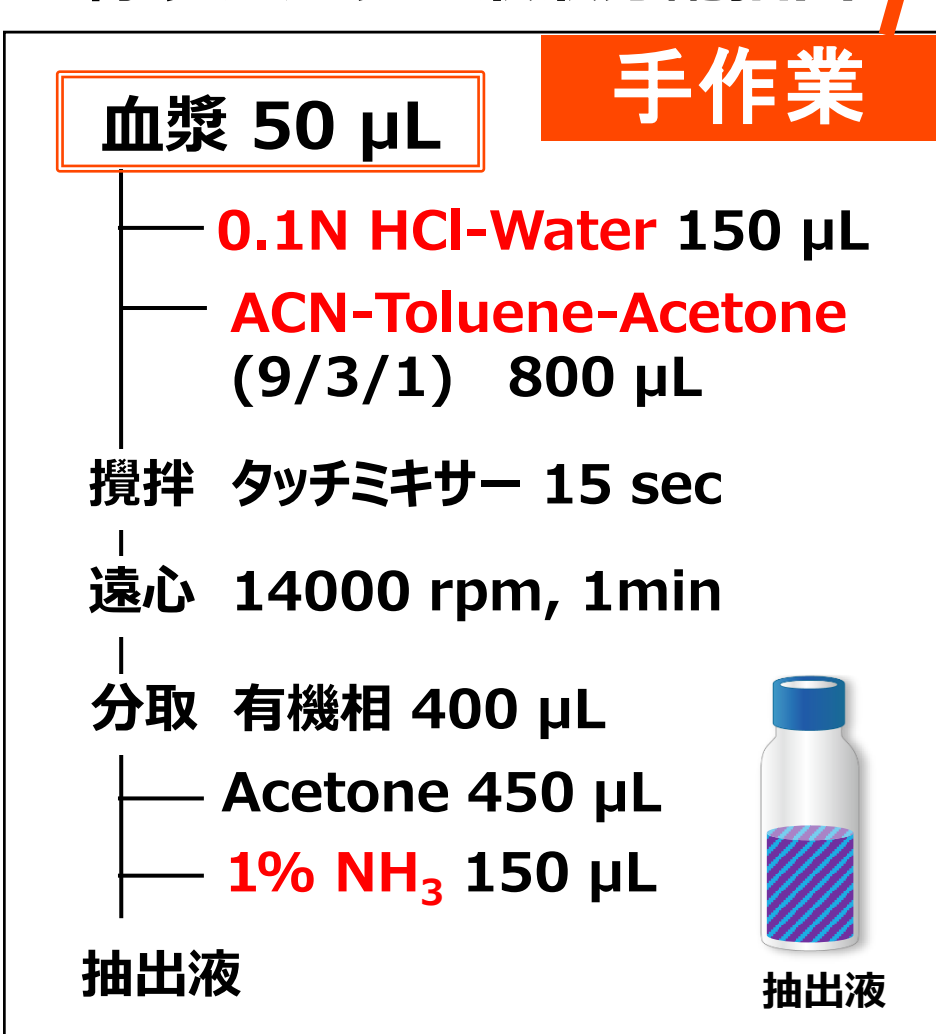 手作業
血漿 50 µL
0.1N HCl-Water 150 µL
ACN-Toluene-Acetone
(9/3/1) 800 µL
攪拌 タッチミキサー 15 sec
遠心 14000 rpm, 1min
分取 有機相 400 µL
Acetone 450 µL
1% NH₃ 150 µL
抽出液
抽出液